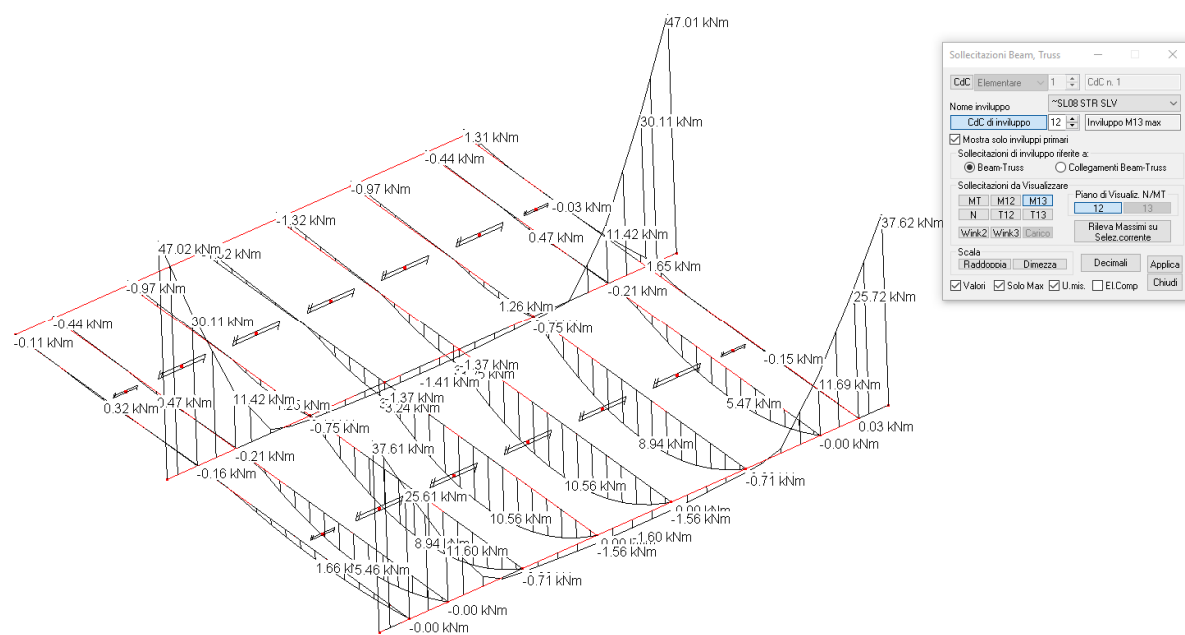 47.01 kNm
30.11 kNm
1.31 kNm
-0.44 kNm
-0.97 kNm
-0.03 kNm
-1.32 kNm
0.47 kNm
11.42 kNm
37.62 kNm
47.02 kNm
1.65 kNm
-0.97 kNm
-0.21 kNm
25.72 kNm
-0.44 kNm
30.11 kNm
1.26 kNm
-0.11 kNm
-0.75 kNm
-0.15 kNm
-1.37 kNm
-1.41 kNm
11.69 kNm
0.32 kNm
0.47 kNm
11.42 kNm
-1.37 kNm
5.47 kNm
0.03 kNm
-0.75 kNm
-0.00 kNm
8.94 kNm
37.61 kNm
-0.21 kNm
-0.16 kNm
-0.71 kNm
10.56 kNm
25.61 kNm
10.56 kNm
-1.56 kNm
8.94 kNm
11.60 kNm
-1.60 kNm
-1.56 kNm
1.66 kNm
5.46 kNm
-0.71 kNm
-0.00 kNm
-0.00 kNm
Sollecitazioni Beam, Truss
CdC Elementare 1 CdC n. 1
Nome inviluppo ~SL08 STR SLV
CdC di inviluppo 12 Inviluppo M13 max
Mostra solo inviluppi primari
Sollecitazioni di inviluppo riferite a:
Beam-Truss Collegamenti Beam-Truss
Sollecitazioni da Visualizzare
Piano di Visualiz. N/MT
MT M12 M13 12 13
N T12 T13
Rileva Massimi su
Selez.corrente
Wink2 Wink3 Carico
Scala
Raddoppia Dimezza Decimali Applica
Valori Solo Max U.mis. El.Comp Chiudi